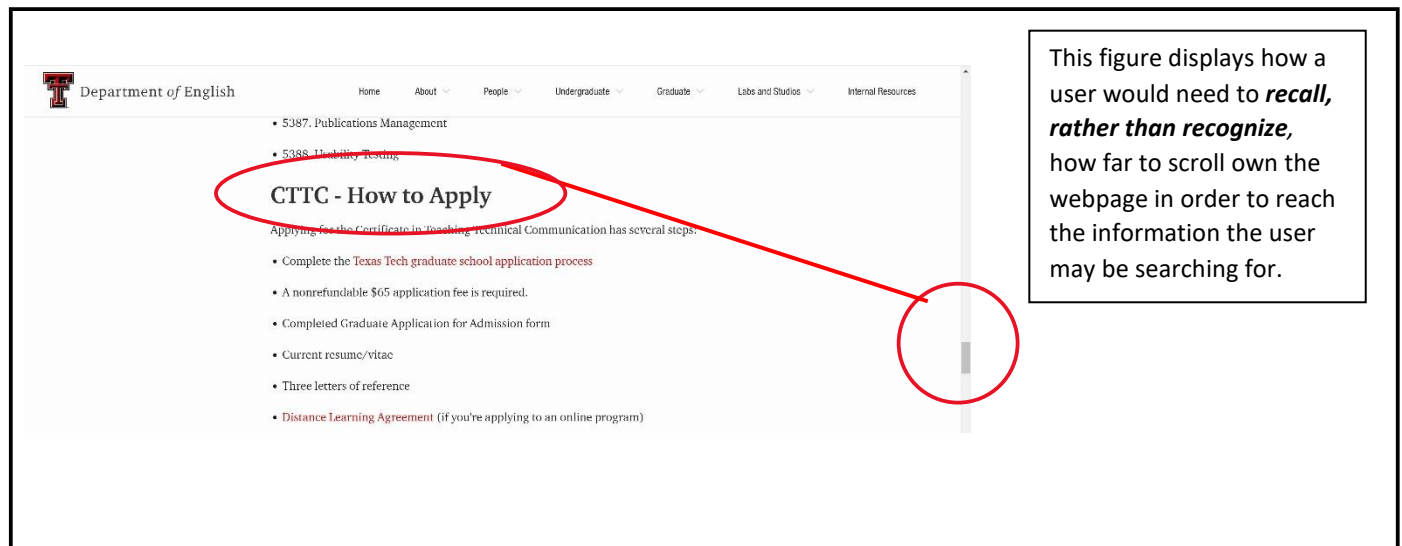 Department of English
Home About People Undergraduate Graduate Labs and Studios Internal Resources
• 5387. Publications Management
• 5388. Usability Testing
CTTC - How to Apply
Applying for the Certificate in Teaching Technical Communication has several steps:
• Complete the Texas Tech graduate school application process
• A nonrefundable $65 application fee is required.
• Completed Graduate Application for Admission form
• Current resume/vitae
• Three letters of reference
• Distance Learning Agreement (if you're applying to an online program)
This figure displays how a
user would need to recall,
rather than recognize,
how far to scroll own the
webpage in order to reach
the information the user
may be searching for.